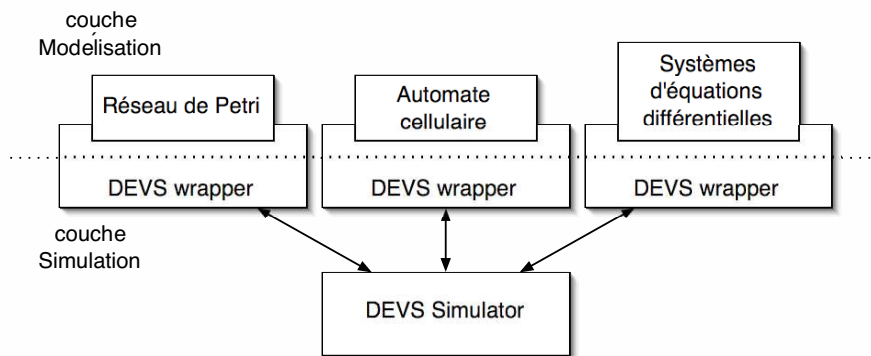 couche
Modélisation
Réseau de Petri
Automate
cellulaire
Systèmes
d'équations
différentielles
DEVS wrapper
DEVS wrapper
DEVS wrapper
couche
Simulation
DEVS Simulator